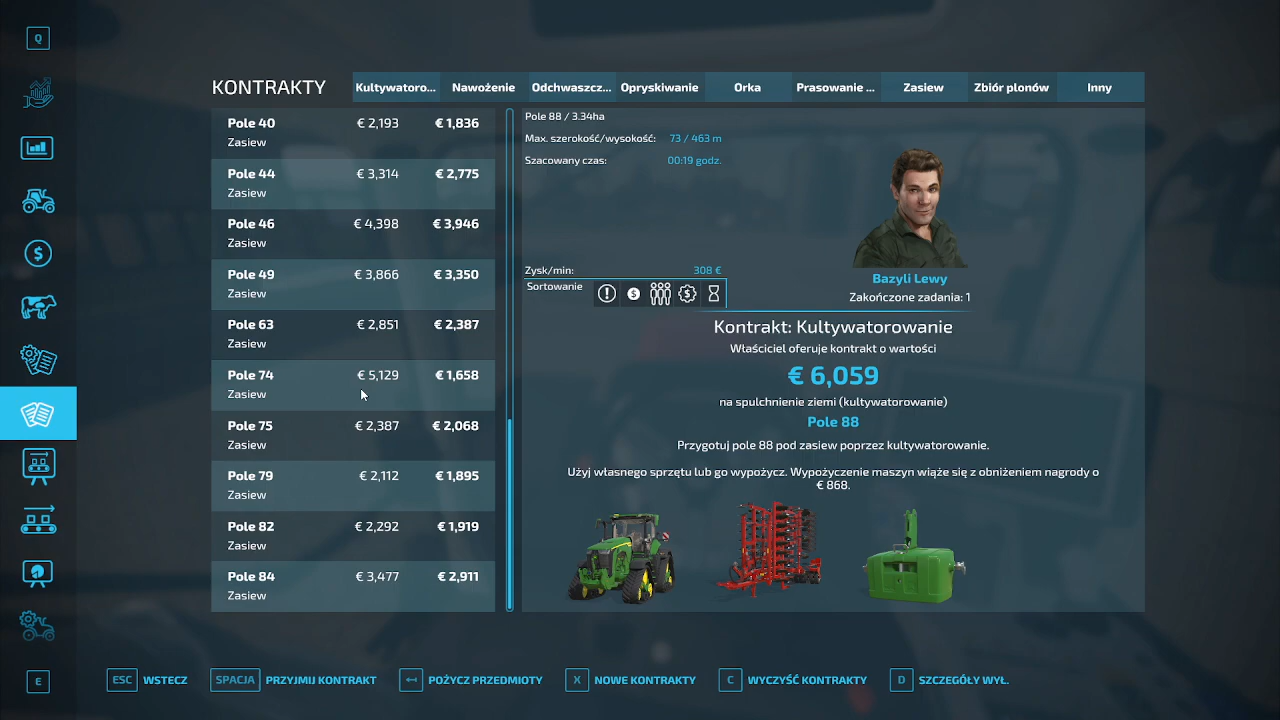 Q
KONTRAKTY
Kultywatoro... Nawożenie Odchwaszcz... Opryskiwanie Orka Prasowanie ... Zasiew Zbiór plonów Inny
Pole 40 € 2,193 € 1,836
Zasiew
Pole 44 € 3,314 € 2,775
Zasiew
Pole 46 € 4,398 € 3,946
Zasiew
Pole 49 € 3,866 € 3,350
Zasiew
Pole 63 € 2,851 € 2,387
Zasiew
Pole 74 € 5,129 € 1,658
Zasiew
Pole 75 € 2,387 € 2,068
Zasiew
Pole 79 € 2,112 € 1,895
Zasiew
Pole 82 € 2,292 € 1,919
Zasiew
Pole 84 € 3,477 € 2,911
Zasiew
Pole 88 / 3.34ha
Max. szerokość/wysokość: 73 / 463 m
Szacowany czas: 00:19 godz.
Zysk/min: 308 €
Sortowanie
Bazyli Lewy
Zakończone zadania: 1
Kontrakt: Kultywatorowanie
Właściciel oferuje kontrakt o wartości
€ 6,059
na spulchnienie ziemi (kultywatorowanie)
Pole 88
Przygotuj pole 88 pod zasiew poprzez kultywatorowanie.
Użyj własnego sprzętu lub go wypożycz. Wypożyczenie maszyn wiąże się z obniżeniem nagrody o
€ 868.
E
ESC WSTECZ SPACJA PRZYJMIJ KONTRAKT POŻYCZ PRZEDMIOTY X NOWE KONTRAKTY C WYCZYŚĆ KONTRAKTY D SZCZEGÓŁY WYŁ.